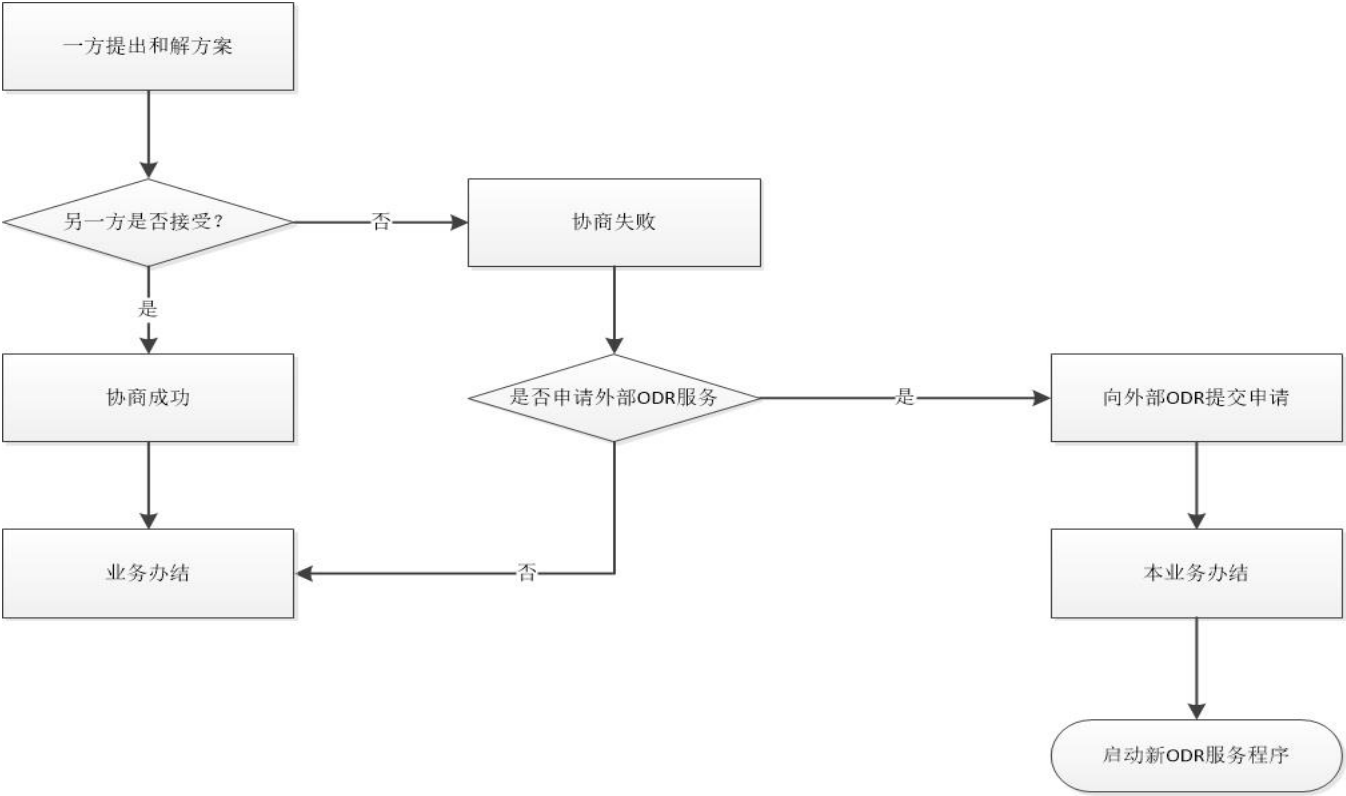 一方提出和解方案
另一方是否接受?
否
协商失败
是
协商成功
是否申请外部ODR服务
是
向外部ODR提交申请
业务办结
否
本业务办结
启动新ODR服务程序